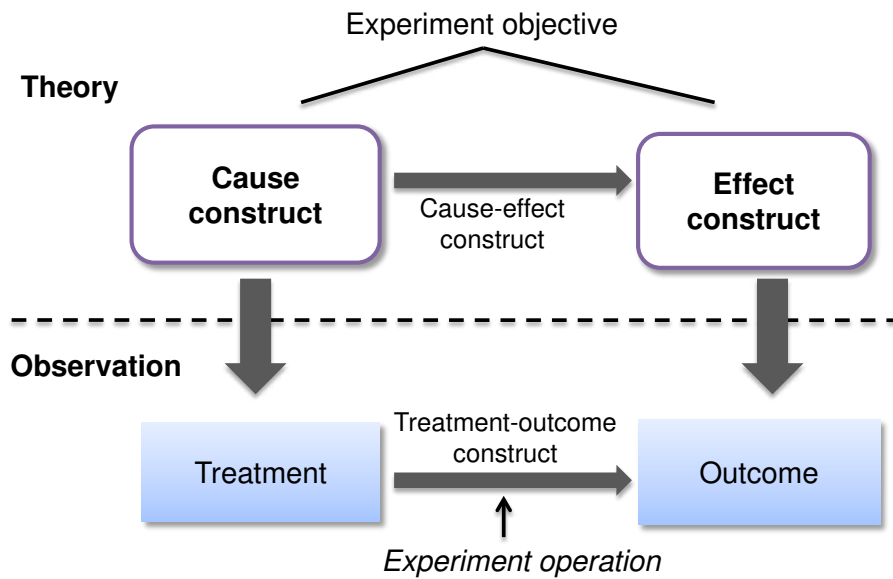 Experiment objective
Theory
Cause
construct
Cause-effect
construct
Effect
construct
Observation
Treatment
Treatment-outcome
construct
Outcome
Experiment operation